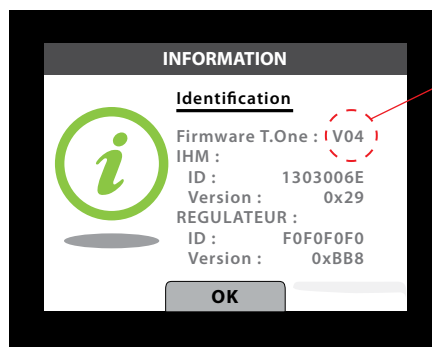 INFORMATION
Identification
Firmware T.One : V04
IHM :
ID : 1303006E
Version : 0x29
REGULATEUR :
ID : F0F0F0F0
Version : 0xBB8
OK